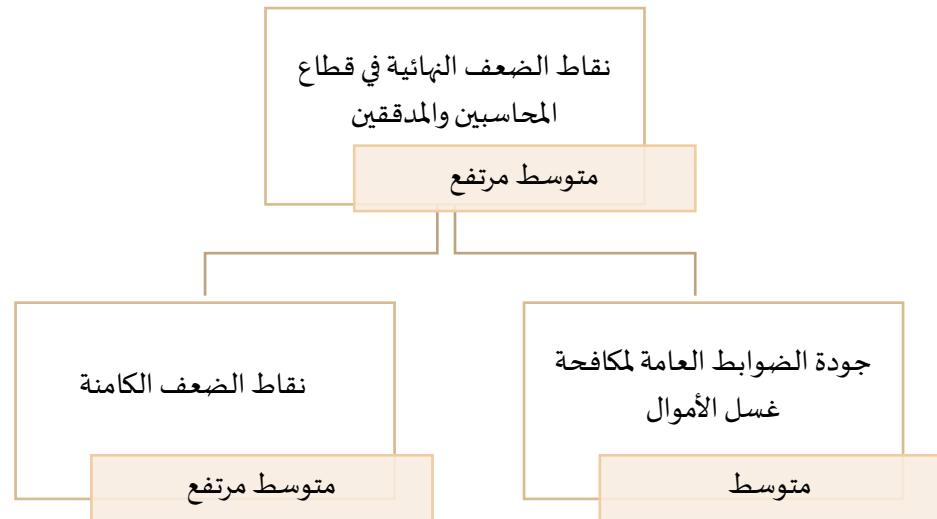 نقاط الضعف النهائية في قطاع
المحاسبين والمدققين
متوسط مرتفع
جودة الضوابط العامة لمكافحة
غسل الأموال
متوسط
نقاط الضعف الكامنة
متوسط مرتفع